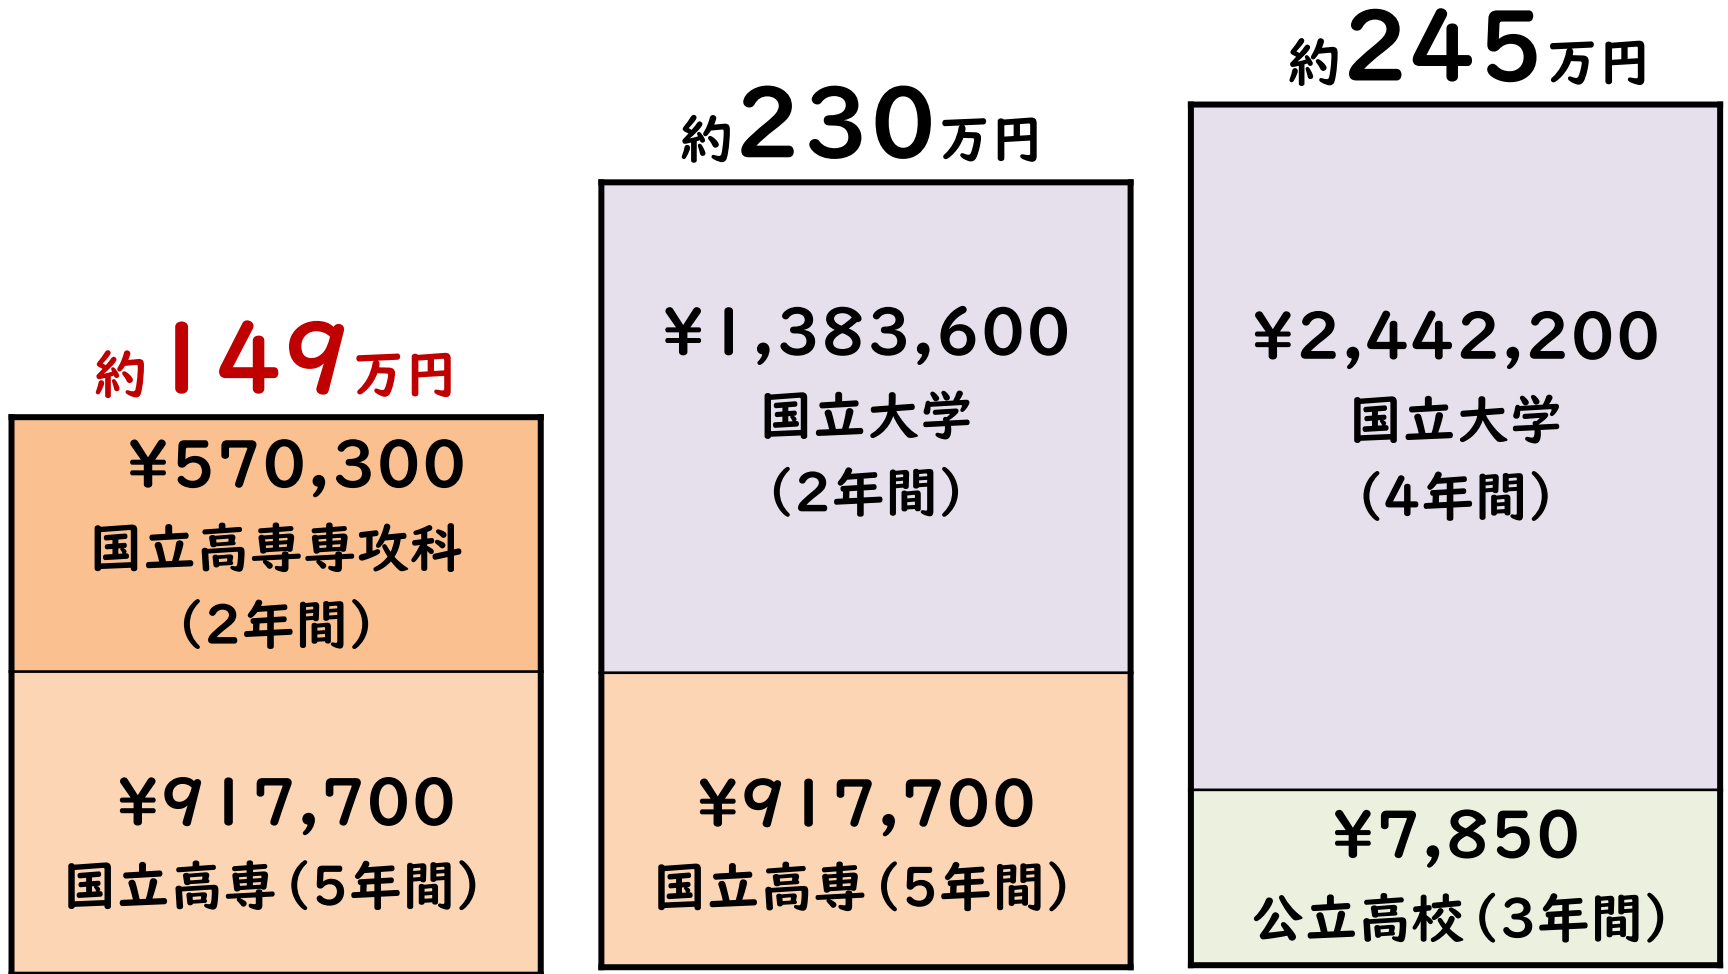 約149万円
¥570,300
国立高専専攻科
（2年間）
¥917,700
国立高専（5年間）
約230万円
¥1,383,600
国立大学
（2年間）
¥917,700
国立高専（5年間）
約245万円
¥2,442,200
国立大学
（4年間）
¥7,850
公立高校（3年間）